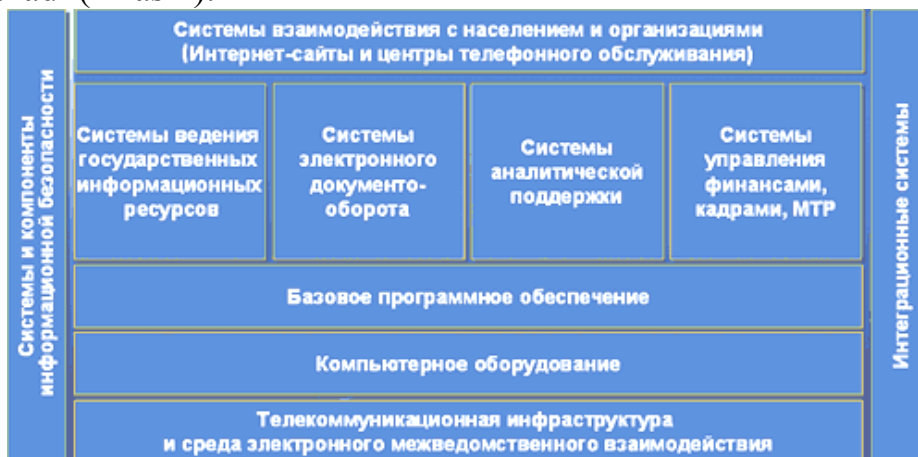 Системы взаимодействия с населением и организациями
(Интернет-сайты и центры телефонного обслуживания)
Системы и компоненты
информационной безопасности
Системы ведения
государственных
информационных
ресурсов
Системы
электронного
документо-
оборота
Системы
аналитической
поддержки
Системы
управления
финансами,
кадрами, МТР
Интеграционные системы
Базовое программное обеспечение
Компьютерное оборудование
Телекоммуникационная инфраструктура
и среда электронного межведомственного взаимодействия